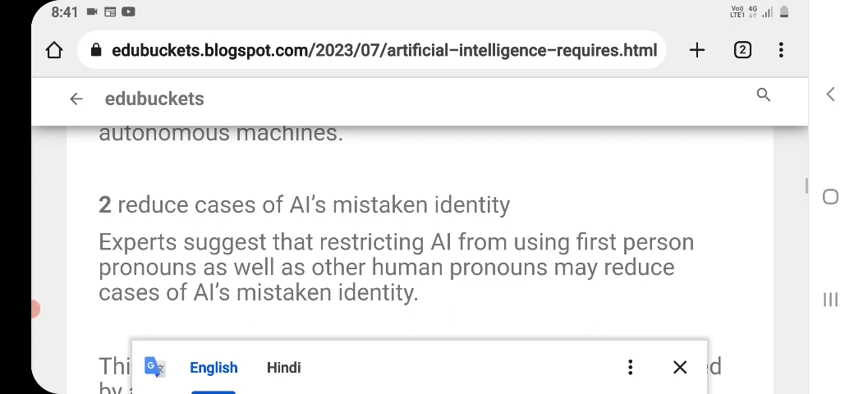 8:41
Vo)) 4G
LTE1
edubuckets.blogspot.com/2023/07/artificial-intelligence-requires.html
2
edubuckets
autonomous machines.
2 reduce cases of AI's mistaken identity
Experts suggest that restricting AI from using first person
pronouns as well as other human pronouns may reduce
cases of AI's mistaken identity.
English Hindi